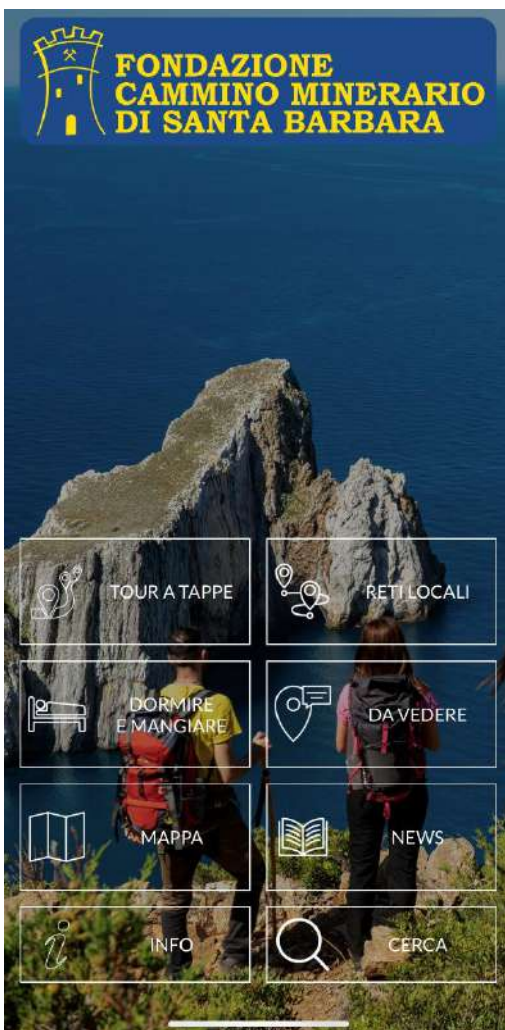 FONDAZIONE
CAMMINO MINERARIO
DI SANTA BARBARA
TOUR A TAPPE
RETI LOCALI
DORMIRE
E MANGIARE
DA VEDERE
MAPPA
NEWS
INFO
CERCA